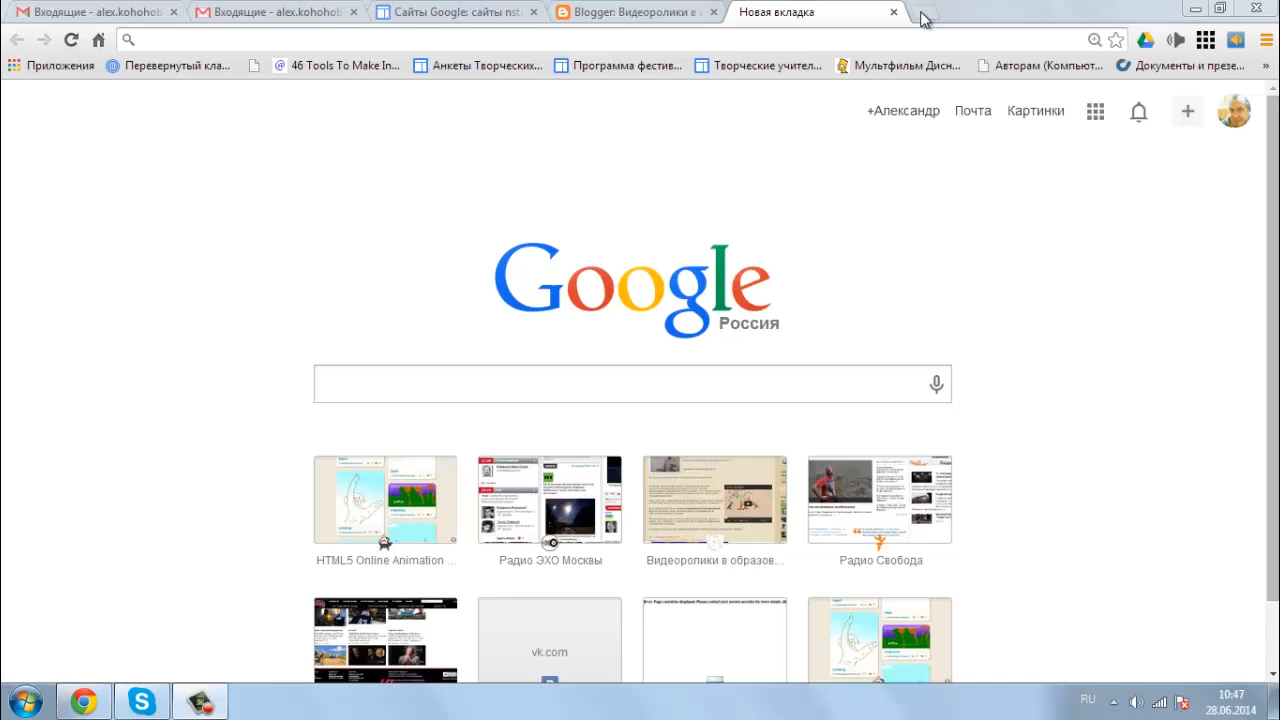 Входящие - alex.kohohob
Входящие - alex.kohohob
Сайты Google: сайты nst
Blogger: Видеоролики в
Новая вкладка
Приложения
Перевернутый кла...
46 Tools To Make In...
Анкеты Творческих...
Программа фестив...
Творческие учител...
Мультфильм Дисн...
Авторам (Компьют...
Документы и презе...
»
+Александр
Почта
Картинки
Google
Россия
HTML5 Online Animation ...
Радио ЭХО Москвы
Видеоролики в образов...
Радио Свобода
vk.com
RU
10:47
28.06.2014